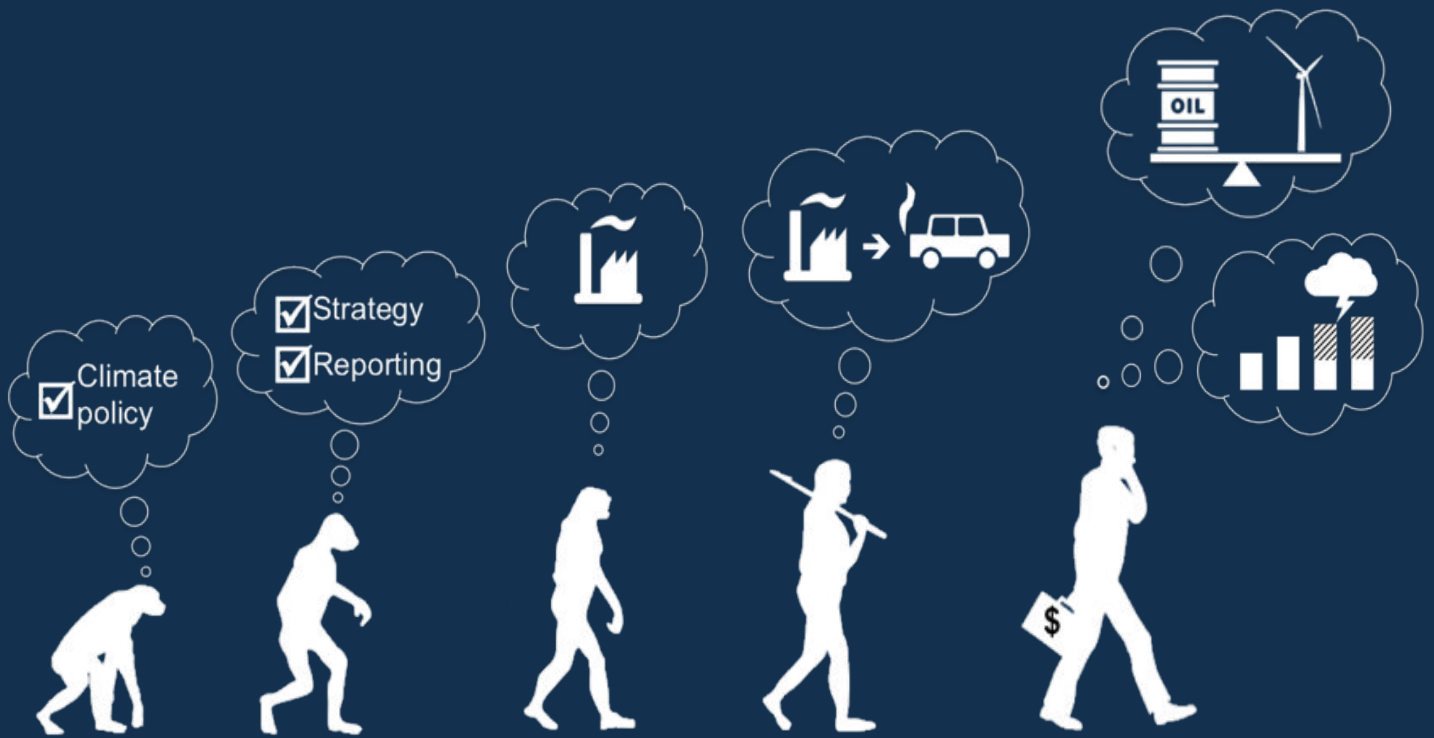 Climate
policy
Strategy
Reporting
OIL
$